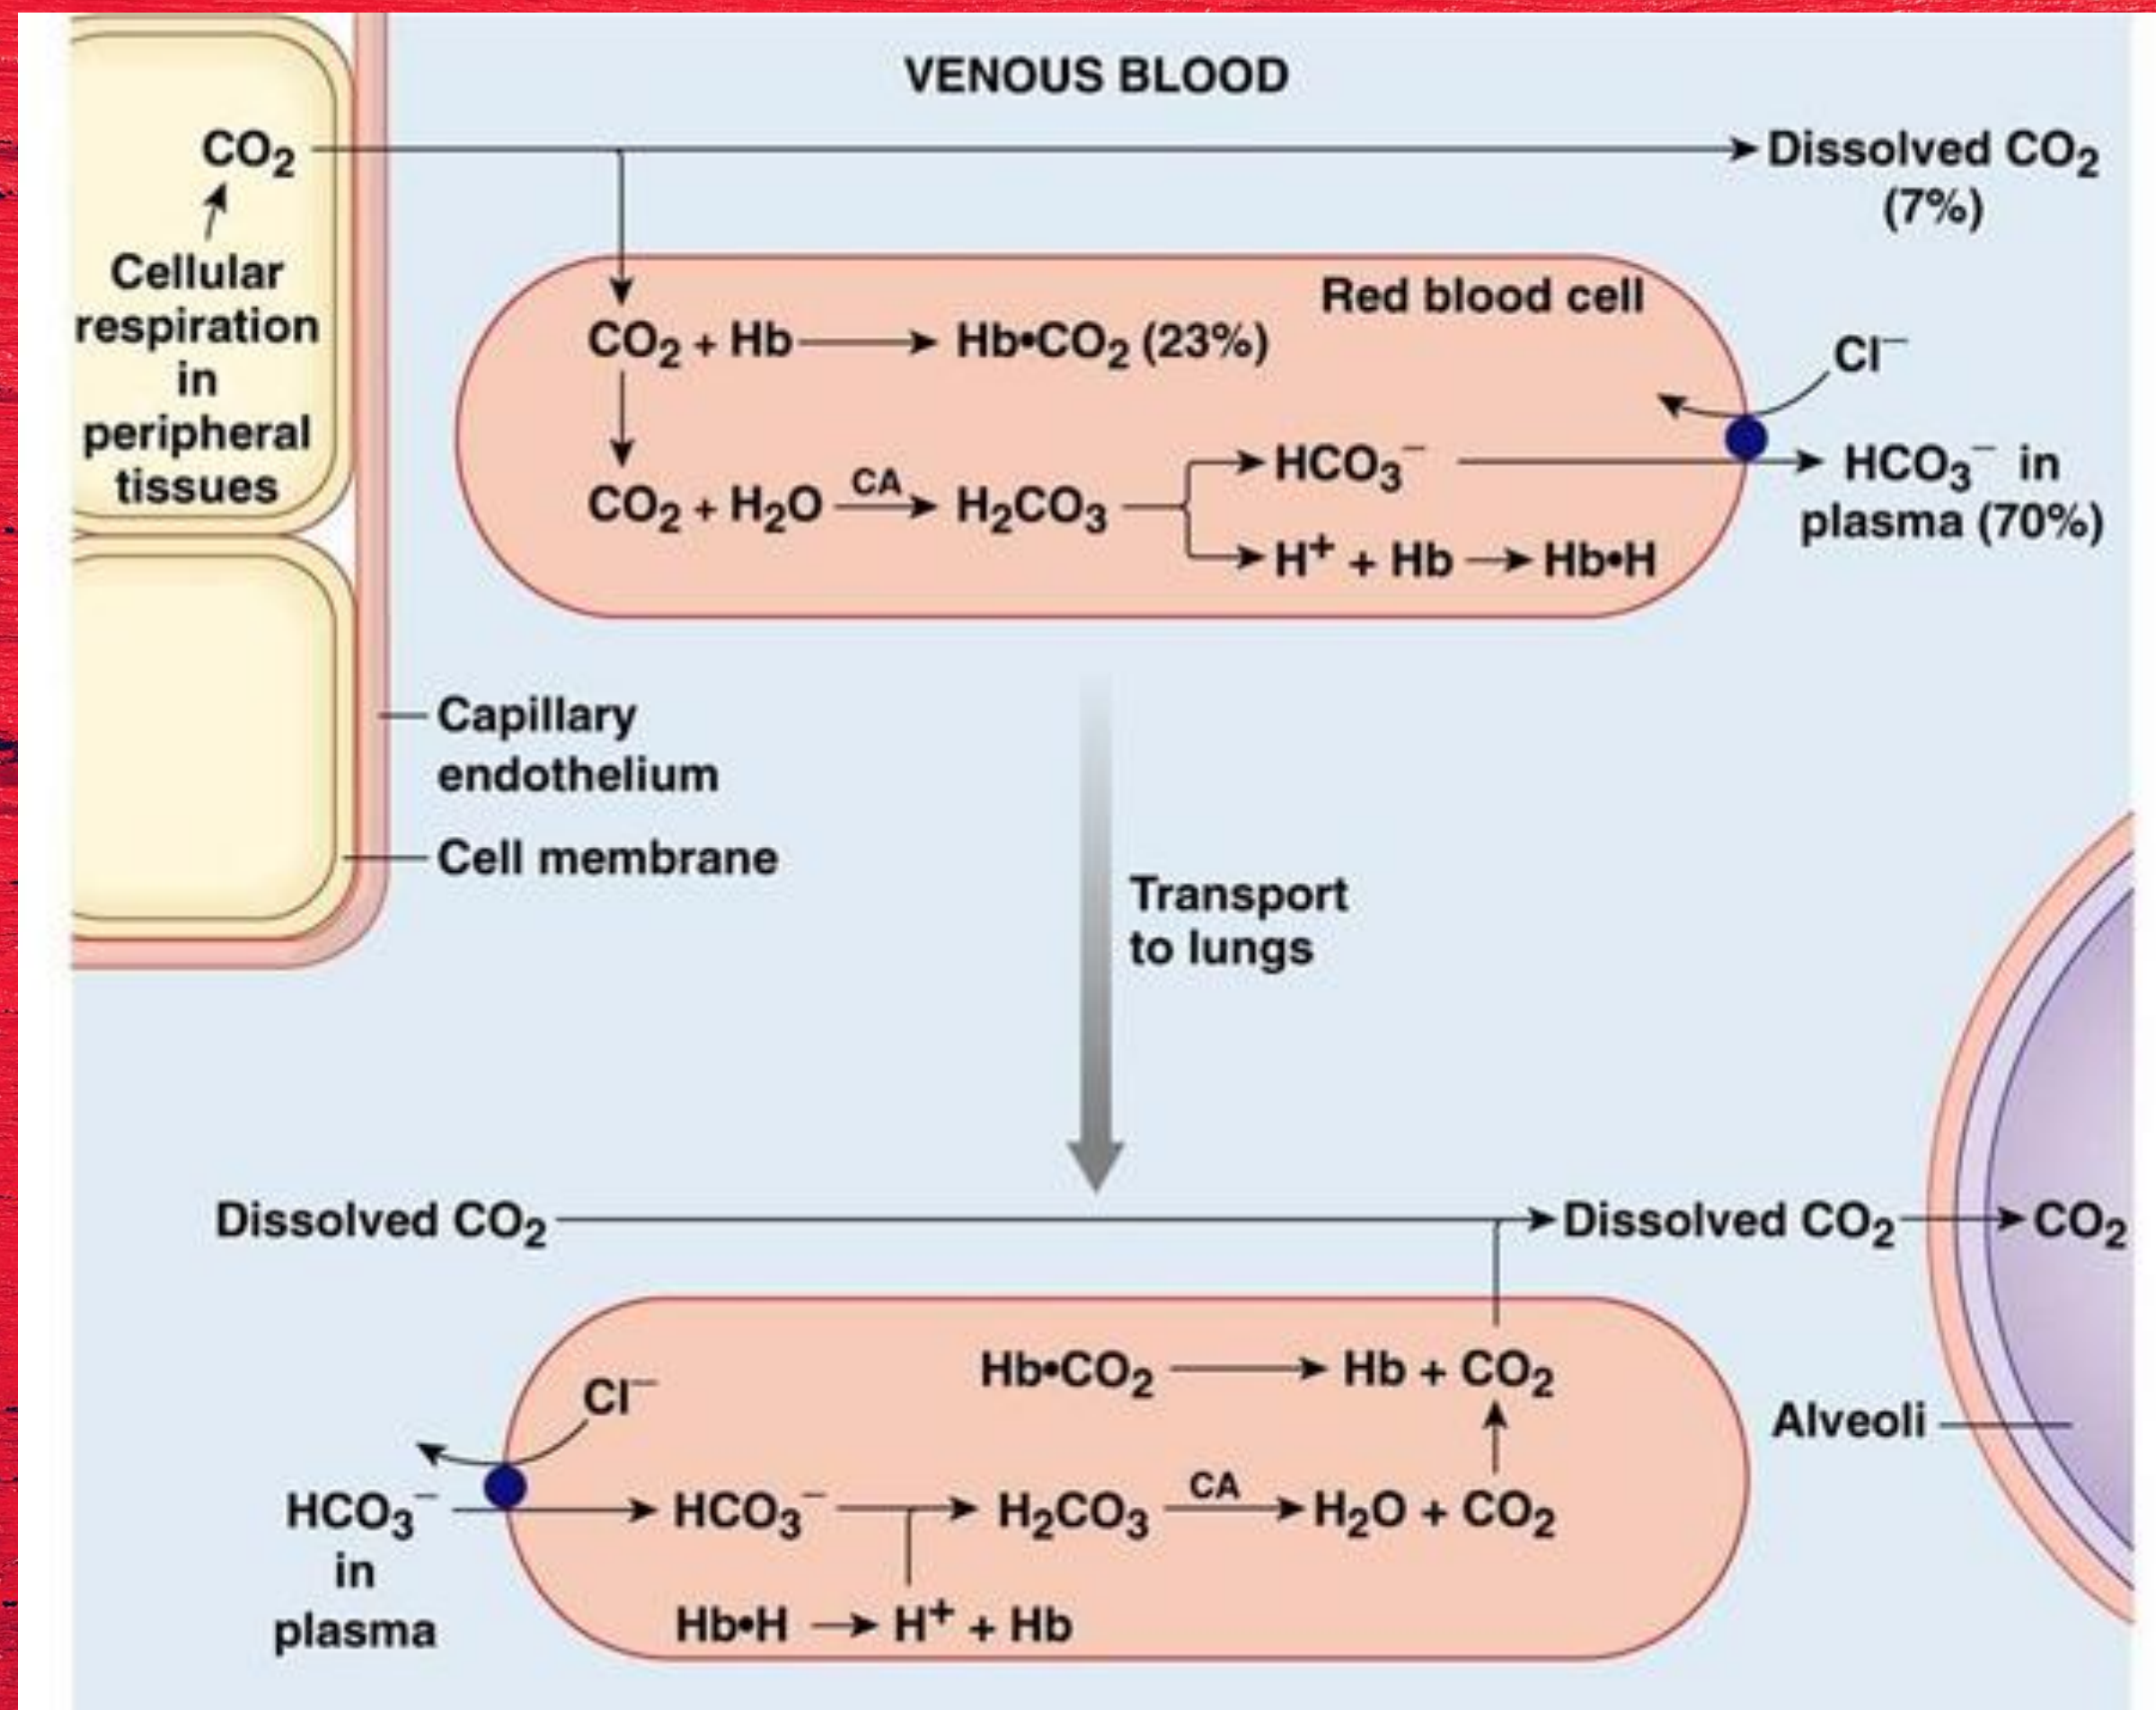 VENOUS BLOOD
CO₂
Dissolved CO₂
(7%)
Cellular
respiration
in
peripheral
tissues
Red blood cell
CO₂ + Hb → Hb•CO₂ (23%)
Cl⁻
HCO₃⁻
HCO₃⁻ in
plasma (70%)
CO₂ + H₂O CA → H₂CO₃
H⁺ + Hb → Hb•H
Capillary
endothelium
Cell membrane
Transport
to lungs
Dissolved CO₂ → Dissolved CO₂ → CO₂
Hb•CO₂ → Hb + CO₂
Cl⁻
Alveoli
HCO₃⁻
in
plasma
HCO₃⁻ → H₂CO₃ CA → H₂O + CO₂
Hb•H → H⁺ + Hb